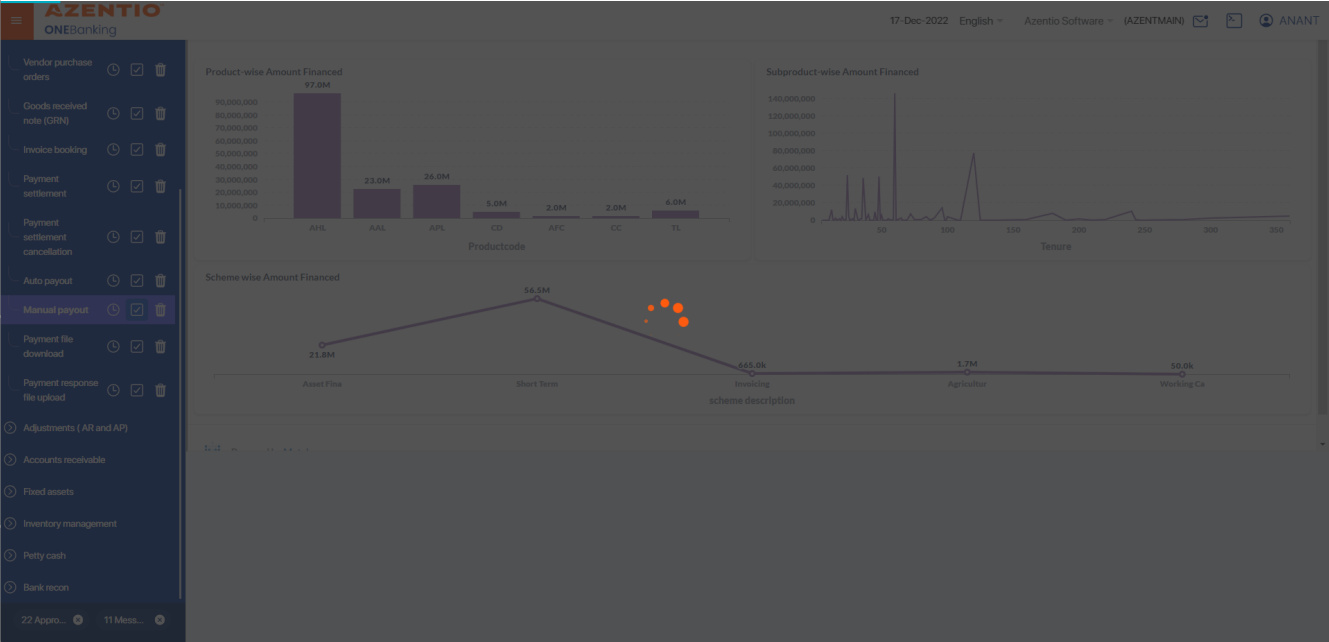 AZENTIO
ONEBanking
17-Dec-2022 English Azentio Software (AZENTMAIN) ANANT
Vendor purchase
orders
Goods received
note (GRN)
Invoice booking
Payment
settlement
Payment
settlement
cancellation
Auto payout
Manual payout
Payment file
download
Payment response
file upload
Adjustments ( AR and AP)
Accounts receivable
Fixed assets
Inventory management
Petty cash
Bank recon
22 Appro... 11 Mess...
Product-wise Amount Financed
97.0M
90,000,000
80,000,000
70,000,000
60,000,000
50,000,000
40,000,000
30,000,000
20,000,000
10,000,000
0
23.0M 26.0M 5.0M 2.0M 2.0M 6.0M
AHL AAL APL CD AFC CC TL
Productcode
Subproduct-wise Amount Financed
140,000,000
120,000,000
100,000,000
80,000,000
60,000,000
40,000,000
20,000,000
0
50 100 150 200 250 300 350
Tenure
Scheme wise Amount Financed
56.5M
21.8M 665.0k 1.7M 50.0k
Asset Fina Short Term Invoicing Agricultur Working Ca
scheme description